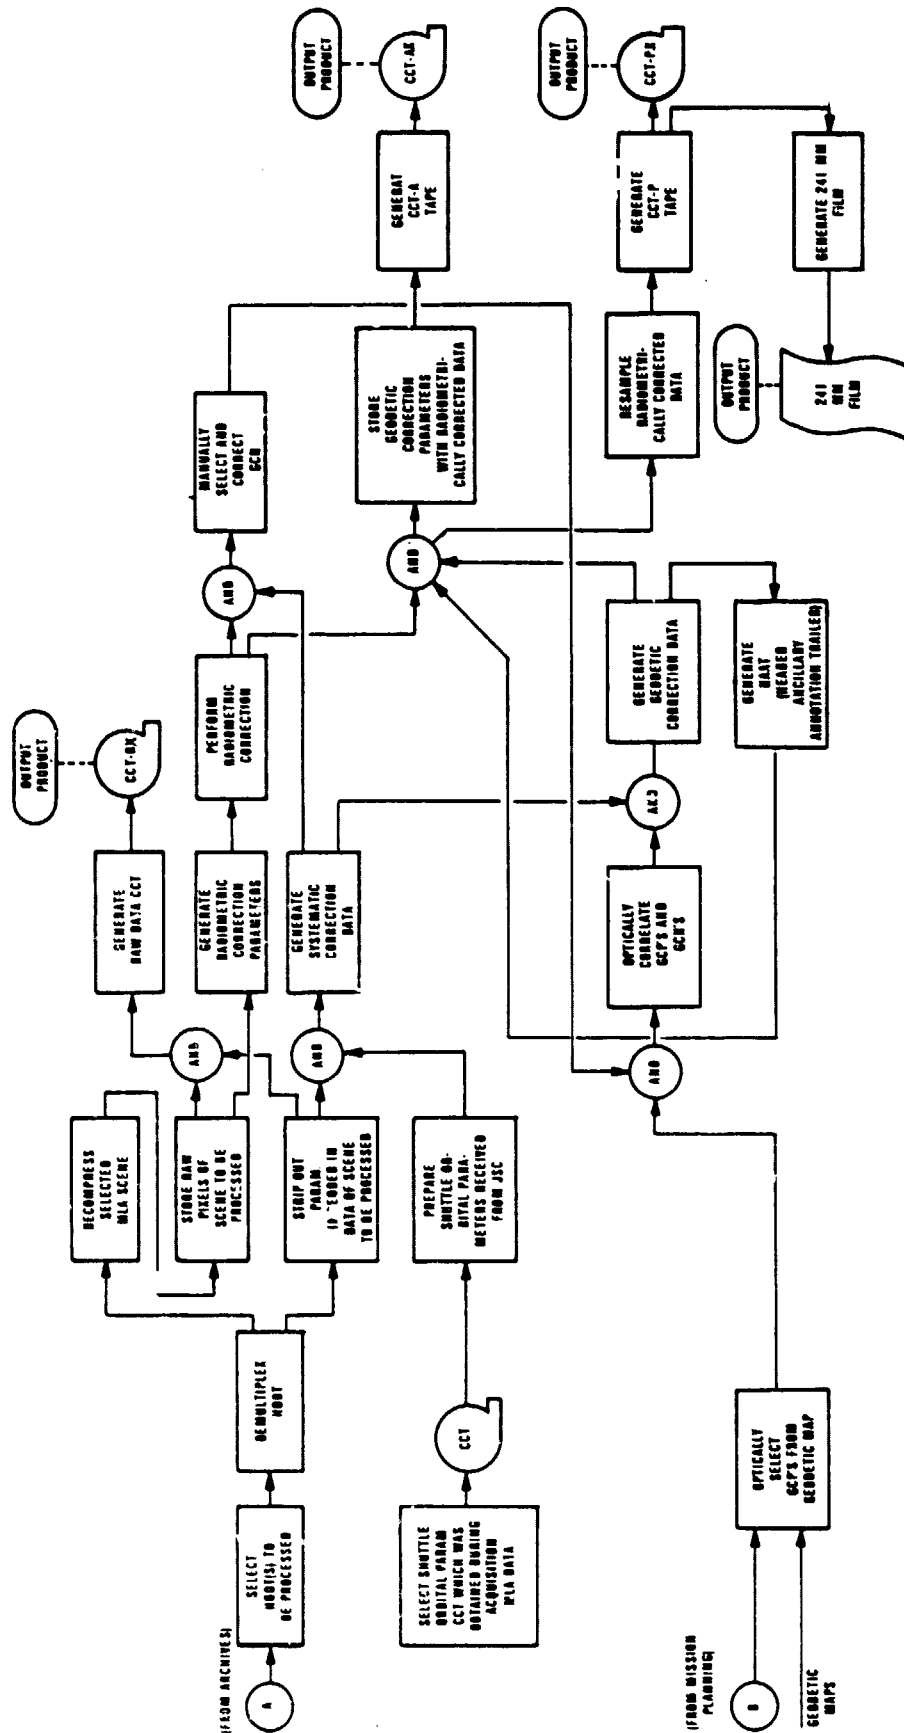 (FROM ARCHIVES)
A
SELECT
HDDT(S) TO
BE PROCESSED
DEMULTIPLEX
HDDT
DECOMPRESS
SELECTED
MLA SCENE
STORE RAW
PIXELS OF
SCENE TO BE
PROCESSED
STRIP OUT
PARAM.
IN DATA OF SCENE
TO BE PROCESSED
AND
AND
GENERATE
RAW DATA CCT
CCT-BX
OUTPUT
PRODUCT
GENERATE
RADIOMETRIC
CORRECTION
PARAMETERS
PERFORM
RADIOMETRIC
CORRECTION
GENERATE
SYSTEMATIC
CORRECTION
DATA
AND
MANUALLY
SELECT AND
CORRECT
GCN
SELECT SHUTTLE
ORBITAL PARAM
CCT WHICH WAS
OBTAINED DURING
ACQUISITION
MLA DATA
CCT
PREPARE
SHUTTLE OR-
BITAL PARA-
METERS RECEIVED
FROM JSC
AND
STORE
GEODETIC
CORRECTION
PARAMETERS
WITH RADIOMETRI-
CALLY CORRECTED DATA
GENERAT
CCT-A
TAPE
CCT-AX
OUTPUT
PRODUCT
(FROM MISSION
PLANNING)
B
GEODETIC
MAPS
OPTICALLY
SELECT
GCP'S FROM
GEODETIC MAP
AND
OPTICALLY
CORRELATE
GCP'S AND
GCN'S
AND
GENERATE
GEODETIC
CORRECTION DATA
GENERATE
HAAT
(HEADER
ANCILLARY
ANNOTATION TRAILER)
RESAMPLE
RADIOMETRI-
CALLY CORRECTED
DATA
GENERATE
CCT-P
TAPE
CCT-PX
OUTPUT
PRODUCT
GENERATE 241 MM
FILM
241
MM
FILM
OUTPUT
PRODUCT